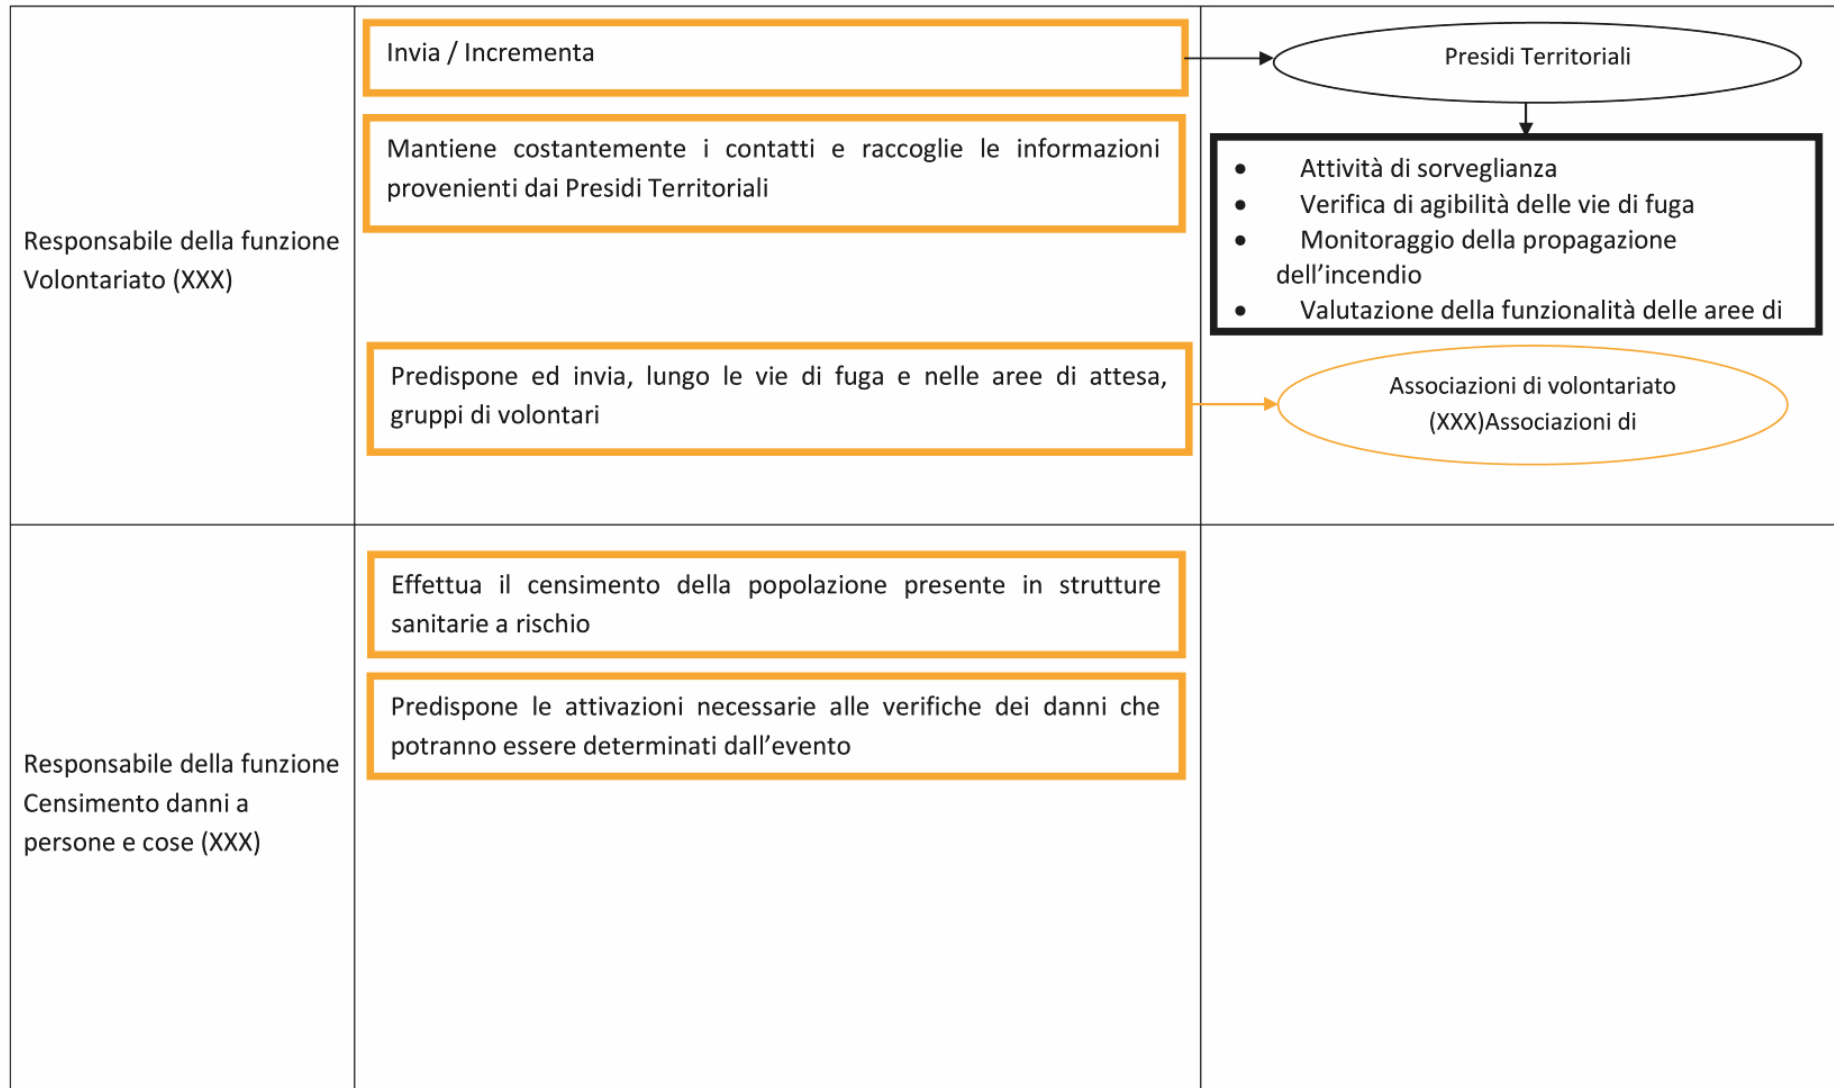 Responsabile della funzione
Volontariato (XXX)
Invia / Incrementa
Mantiene costantemente i contatti e raccoglie le informazioni
provenienti dai Presidi Territoriali
Predispone ed invia, lungo le vie di fuga e nelle aree di attesa,
gruppi di volontari
Presidi Territoriali
• Attività di sorveglianza
• Verifica di agibilità delle vie di fuga
• Monitoraggio della propagazione
dell’incendio
• Valutazione della funzionalità delle aree di
Associazioni di volontariato
(XXX)Associazioni di
Responsabile della funzione
Censimento danni a
persone e cose (XXX)
Effettua il censimento della popolazione presente in strutture
sanitarie a rischio
Predispone le attivazioni necessarie alle verifiche dei danni che
potranno essere determinati dall’evento